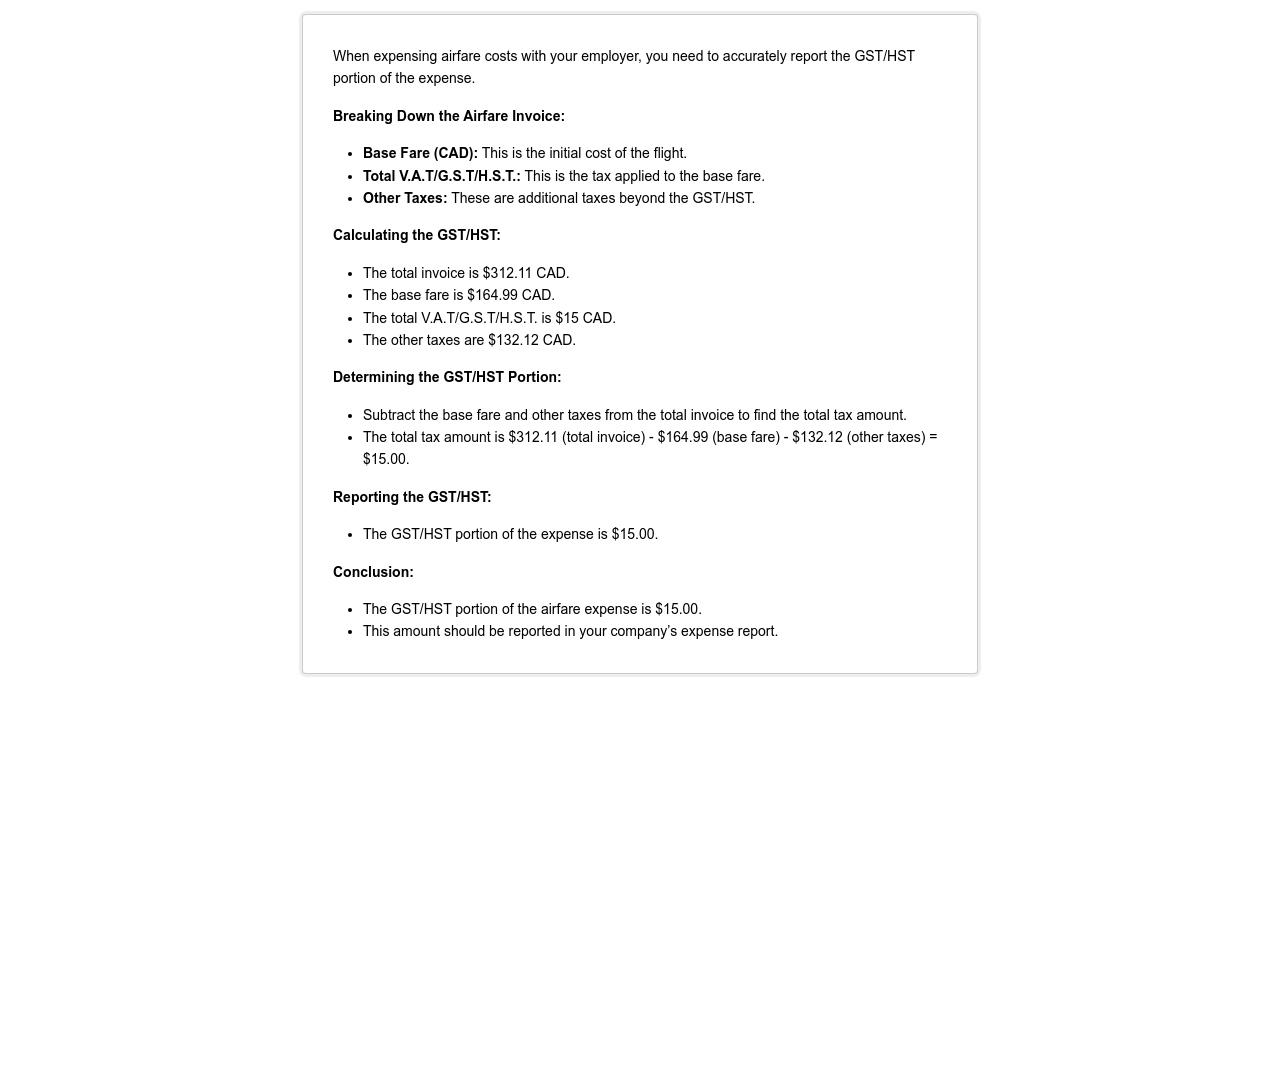 When expensing airfare costs with your employer, you need to accurately report the GST/HST
portion of the expense.
Breaking Down the Airfare Invoice:
• Base Fare (CAD): This is the initial cost of the flight.
• Total V.A.T/G.S.T/H.S.T.: This is the tax applied to the base fare.
• Other Taxes: These are additional taxes beyond the GST/HST.
Calculating the GST/HST:
• The total invoice is $312.11 CAD.
• The base fare is $164.99 CAD.
• The total V.A.T/G.S.T/H.S.T. is $15 CAD.
• The other taxes are $132.12 CAD.
Determining the GST/HST Portion:
• Subtract the base fare and other taxes from the total invoice to find the total tax amount.
• The total tax amount is $312.11 (total invoice) - $164.99 (base fare) - $132.12 (other taxes) =
$15.00.
Reporting the GST/HST:
• The GST/HST portion of the expense is $15.00.
Conclusion:
• The GST/HST portion of the airfare expense is $15.00.
• This amount should be reported in your company’s expense report.